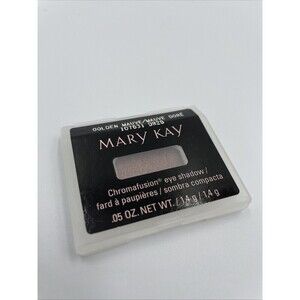 GOLDEN MAUVE/MAUVE DORÉ
MARY KAY
Chromafusion® eye shadow/
fard à paupières / sombra compacta
.05 OZ. NET WT. / 1,4 g / 1.4 g